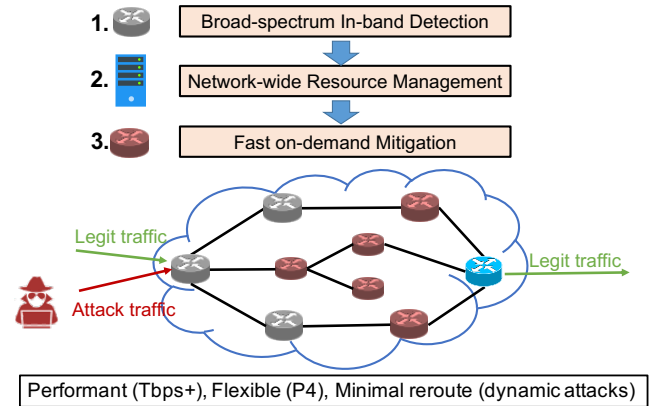 1. Broad-spectrum In-band Detection
2. Network-wide Resource Management
3. Fast on-demand Mitigation
Legit traffic
Legit traffic
Attack traffic
Performant (Tbps+), Flexible (P4), Minimal reroute (dynamic attacks)